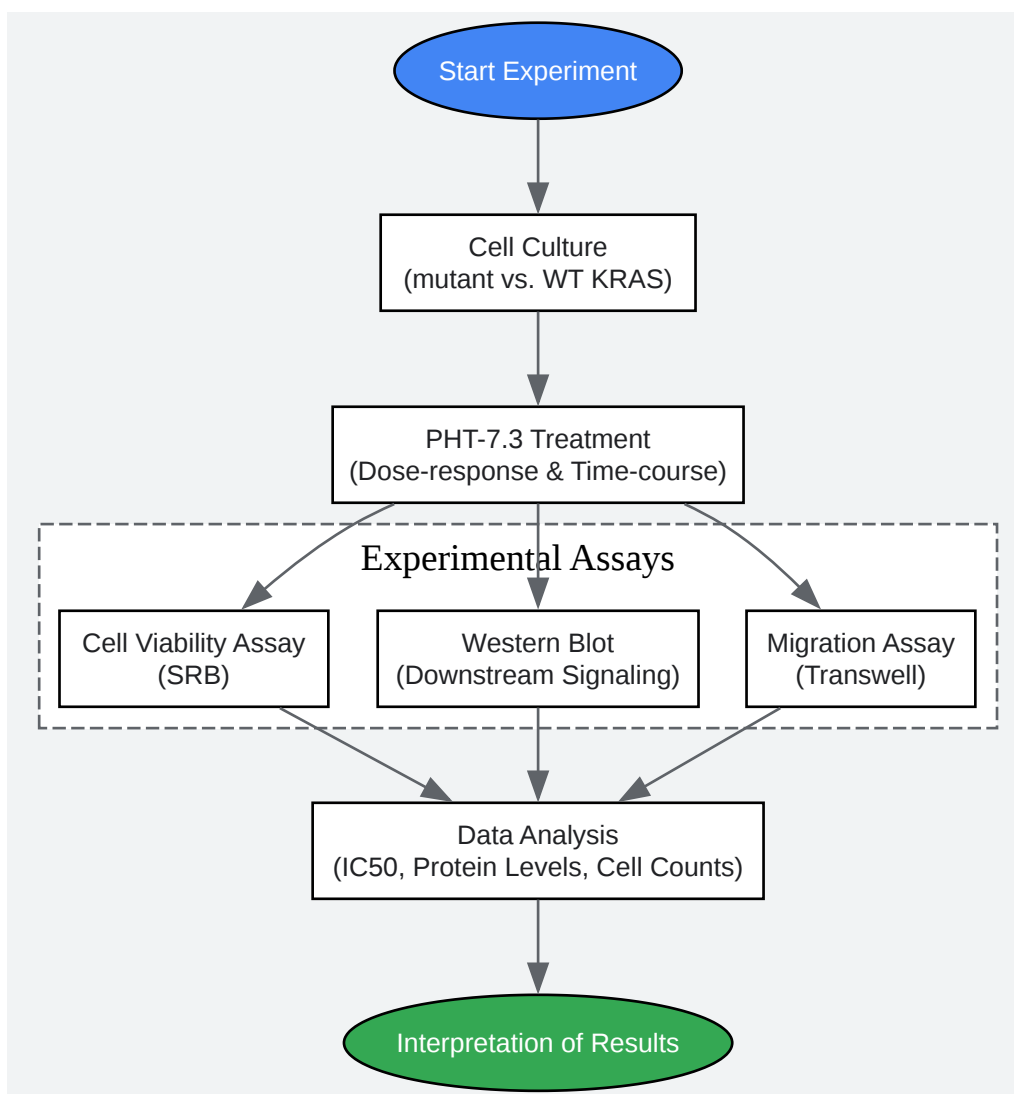 Start Experiment
Cell Culture
(mutant vs. WT KRAS)
PHT-7.3 Treatment
(Dose-response & Time-course)
Experimental Assays
Cell Viability Assay
(SRB)
Western Blot
(Downstream Signaling)
Migration Assay
(Transwell)
Data Analysis
(IC50, Protein Levels, Cell Counts)
Interpretation of Results